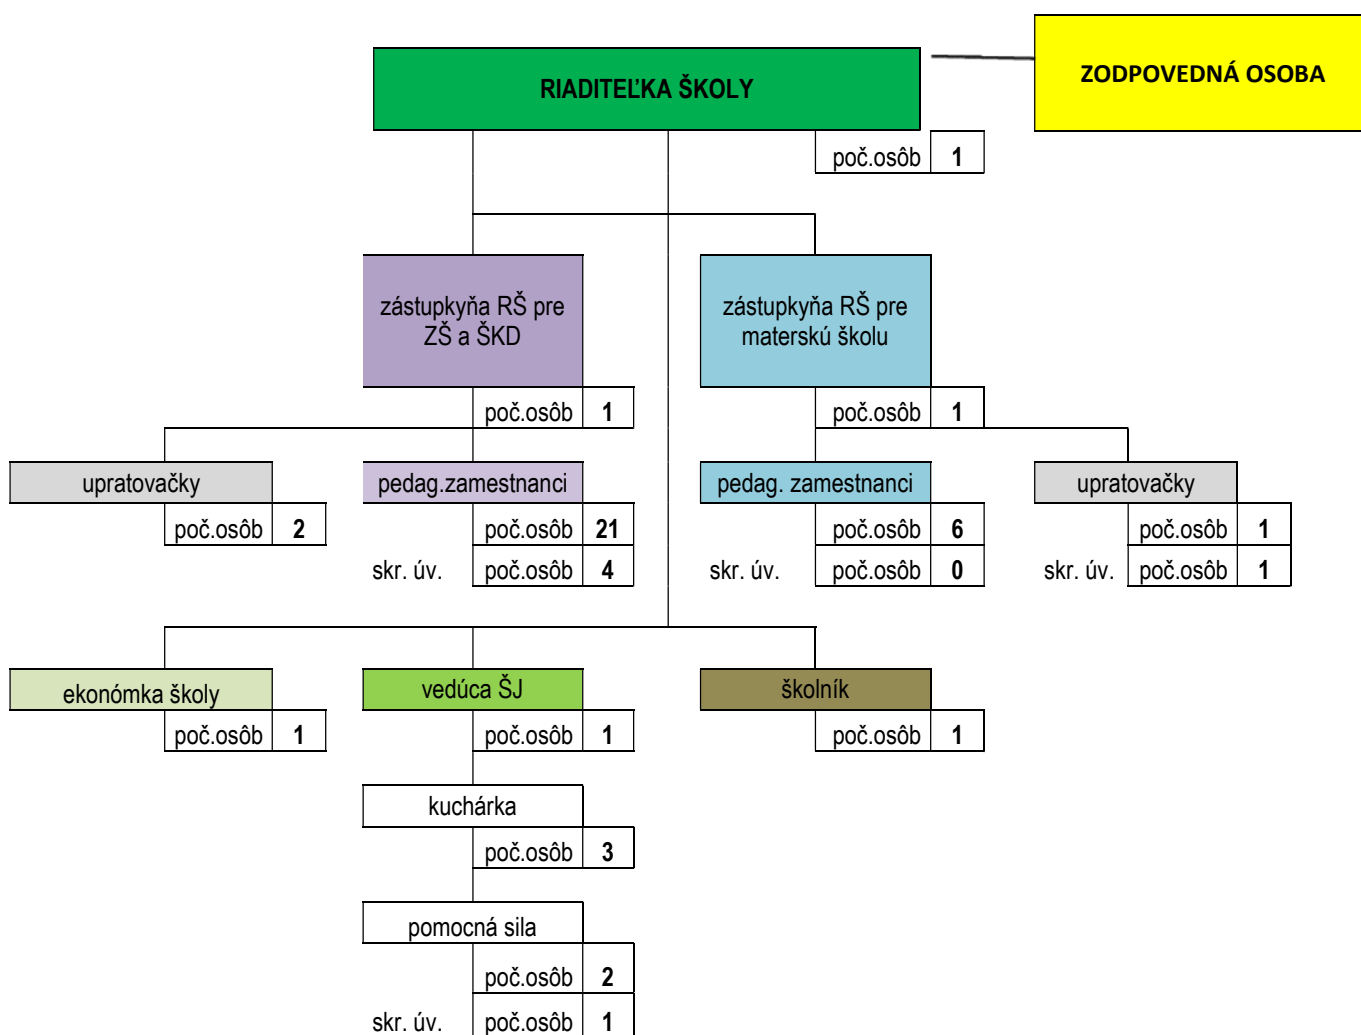 RIADITEĽKA ŠKOLY
ZODPOVEDNÁ OSOBA
poč.osôb 1
zástupkyňa RŠ pre
ZŠ a ŠKD
zástupkyňa RŠ pre
materskú školu
poč.osôb 1
poč.osôb 1
upratovačky
pedag.zamestnanci
pedag. zamestnanci
upratovačky
poč.osôb 2
poč.osôb 21
poč.osôb 6
poč.osôb 1
skr. úv. poč.osôb 4
skr. úv. poč.osôb 0
skr. úv. poč.osôb 1
ekonómka školy
vedúca ŠJ
školník
poč.osôb 1
poč.osôb 1
poč.osôb 1
kuchárka
poč.osôb 3
pomocná sila
poč.osôb 2
skr. úv. poč.osôb 1